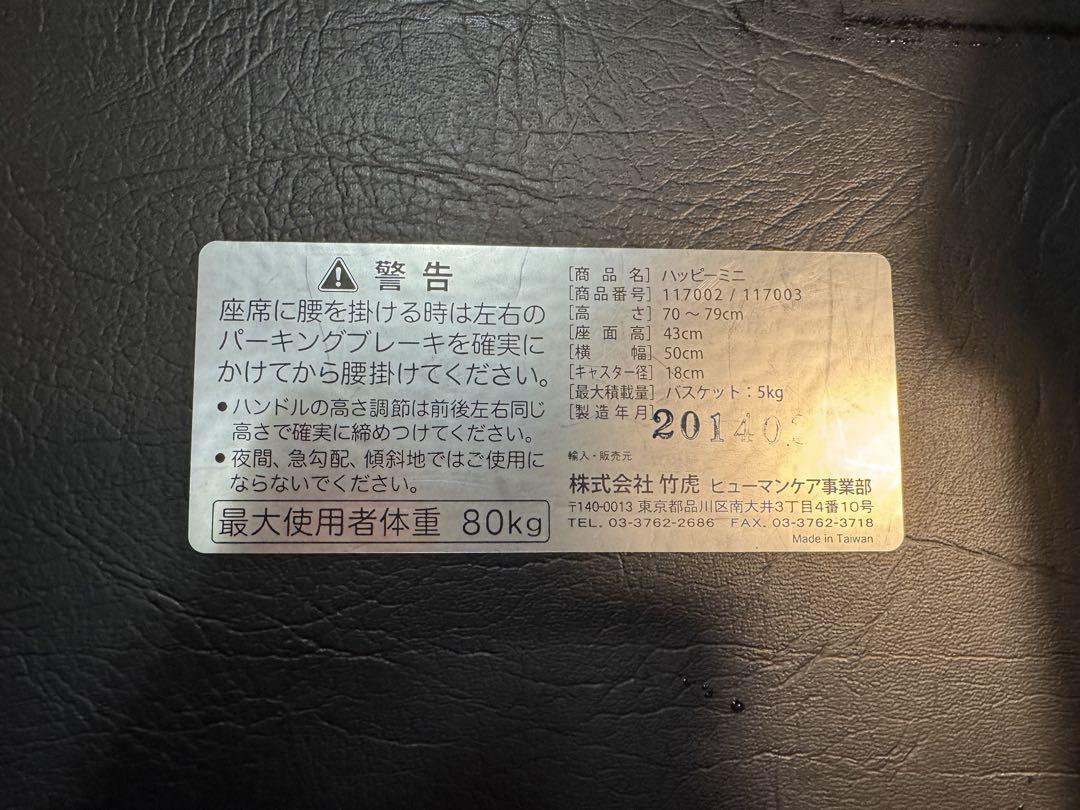 警告
座席に腰を掛ける時は左右の
パーキングブレーキを確実に
かけてから腰掛けてください。
●ハンドルの高さ調節は前後左右同じ
高さで確実に締めつけてください。
●夜間、急勾配、傾斜地ではご使用に
ならないでください。
最大使用者体重 80kg
[商品名] ハッピーミニ
[商品番号] 117002 / 117003
[高さ] 70～79cm
[座面高] 43cm
[横幅] 50cm
[キャスター径] 18cm
[最大積載量] バスケット：5kg
[製造年月] 20140
輸入・販売元
株式会社 竹虎 ヒューマンケア事業部
〒140-0013 東京都品川区南大井3丁目4番10号
TEL. 03-3762-2686 FAX. 03-3762-3718
Made in Taiwan